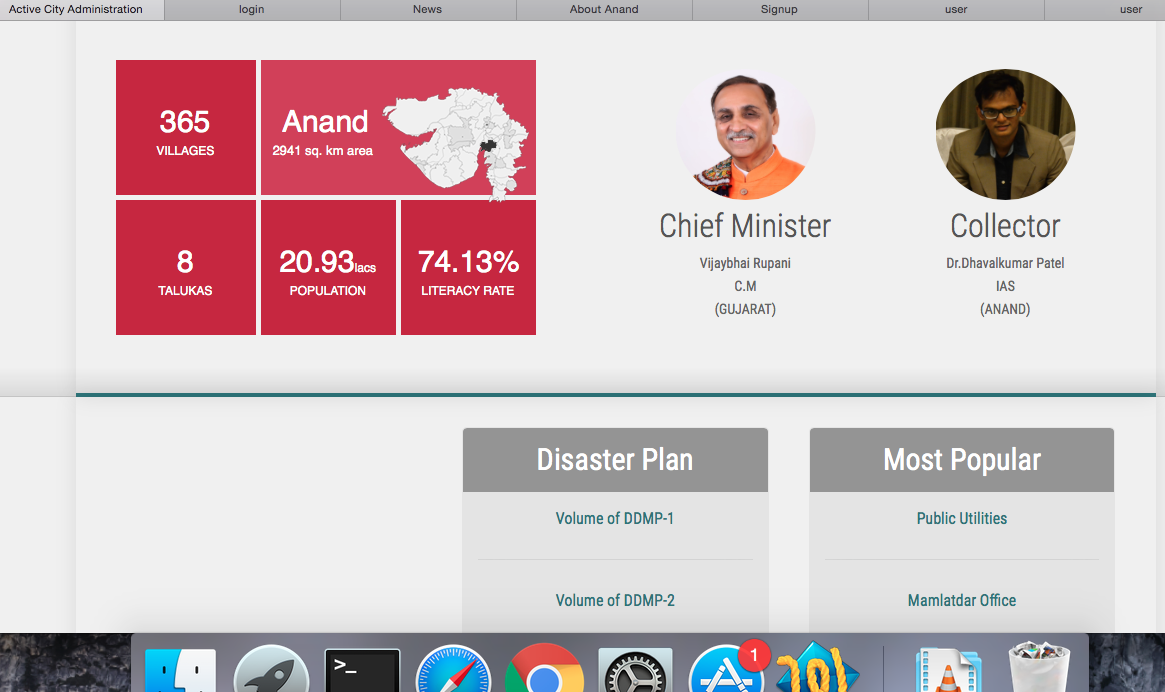 Active City Administration
login
News
About Anand
Signup
user
user
365
VILLAGES
Anand
2941 sq. km area
8
TALUKAS
20.93lacs
POPULATION
74.13%
LITERACY RATE
Chief Minister
Vijaybhai Rupani
C.M
(GUJARAT)
Collector
Dr.Dhavalkumar Patel
IAS
(ANAND)
Disaster Plan
Volume of DDMP-1
Volume of DDMP-2
Most Popular
Public Utilities
Mamlatdar Office
>_
1
101